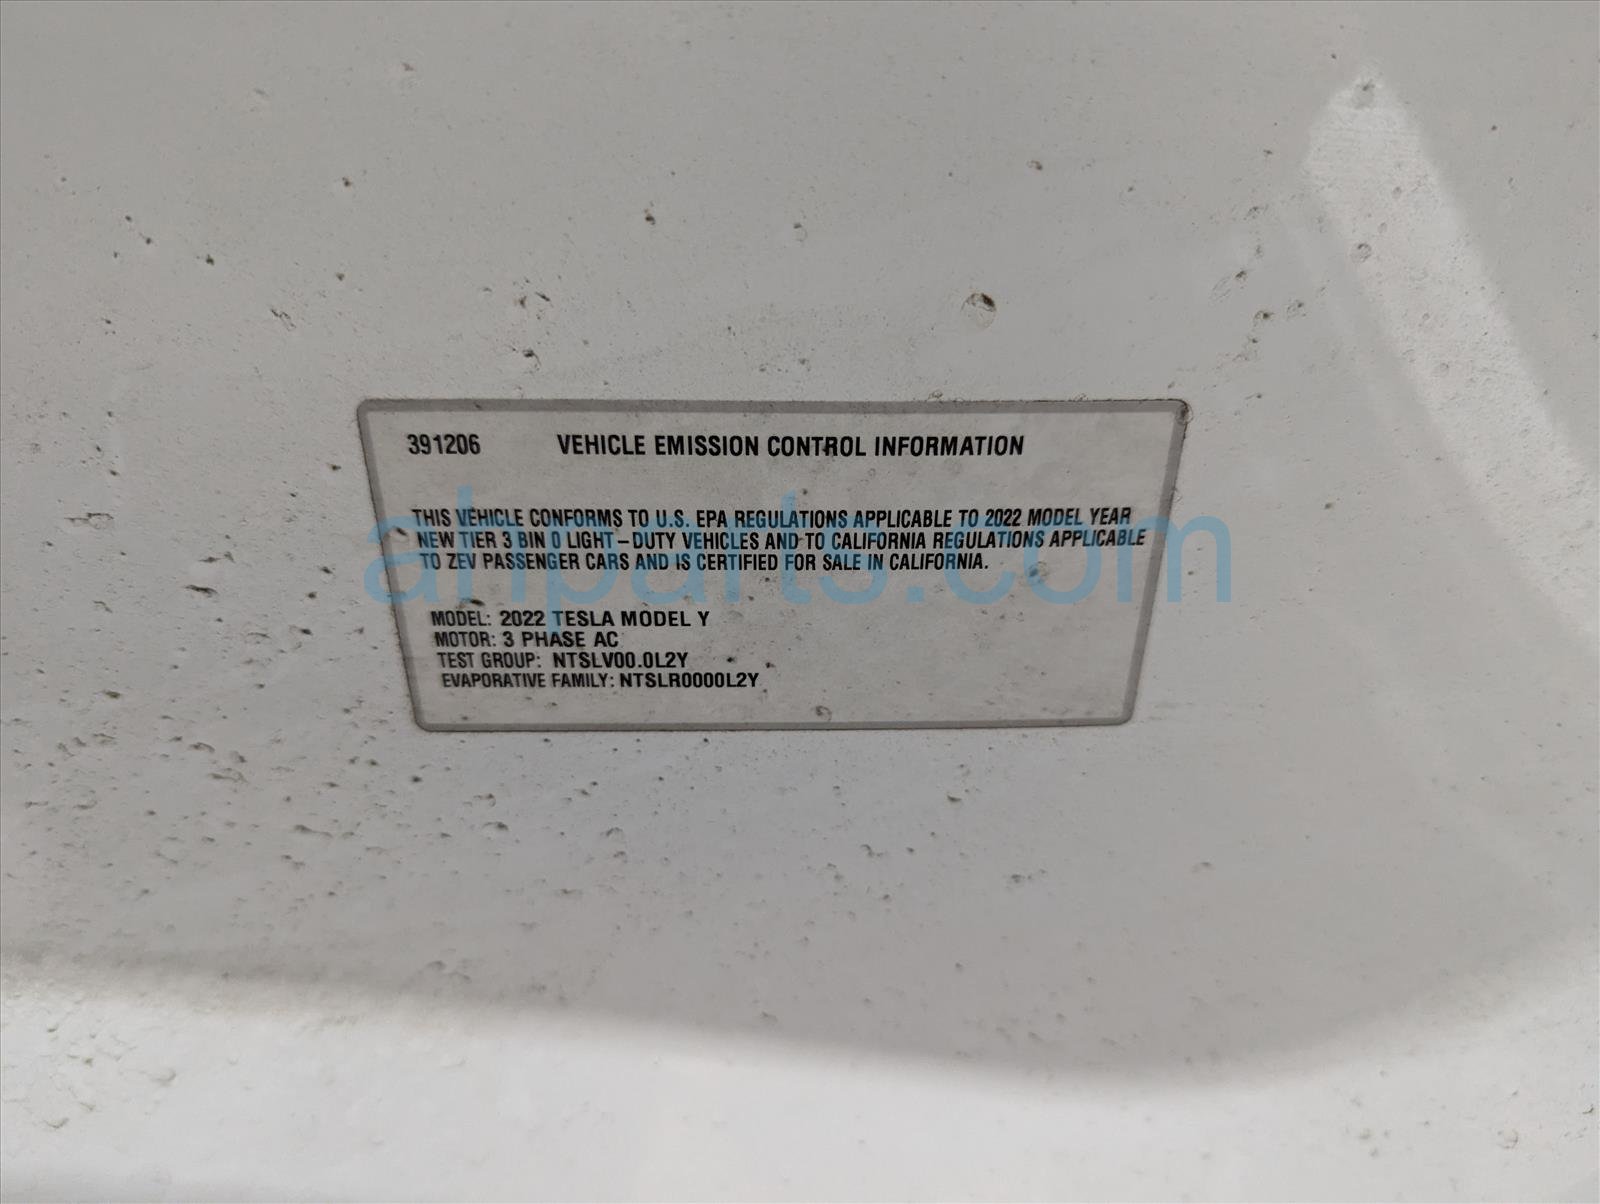 391206 VEHICLE EMISSION CONTROL INFORMATION
THIS VEHICLE CONFORMS TO U.S. EPA REGULATIONS APPLICABLE TO 2022 MODEL YEAR
NEW TIER 3 BIN 0 LIGHT-DUTY VEHICLES AND TO CALIFORNIA REGULATIONS APPLICABLE
TO ZEV PASSENGER CARS AND IS CERTIFIED FOR SALE IN CALIFORNIA.
ahparts.com
MODEL: 2022 TESLA MODEL Y
MOTOR: 3 PHASE AC
TEST GROUP: NTSLV00.0L2Y
EVAPORATIVE FAMILY: NTSLR0000L2Y